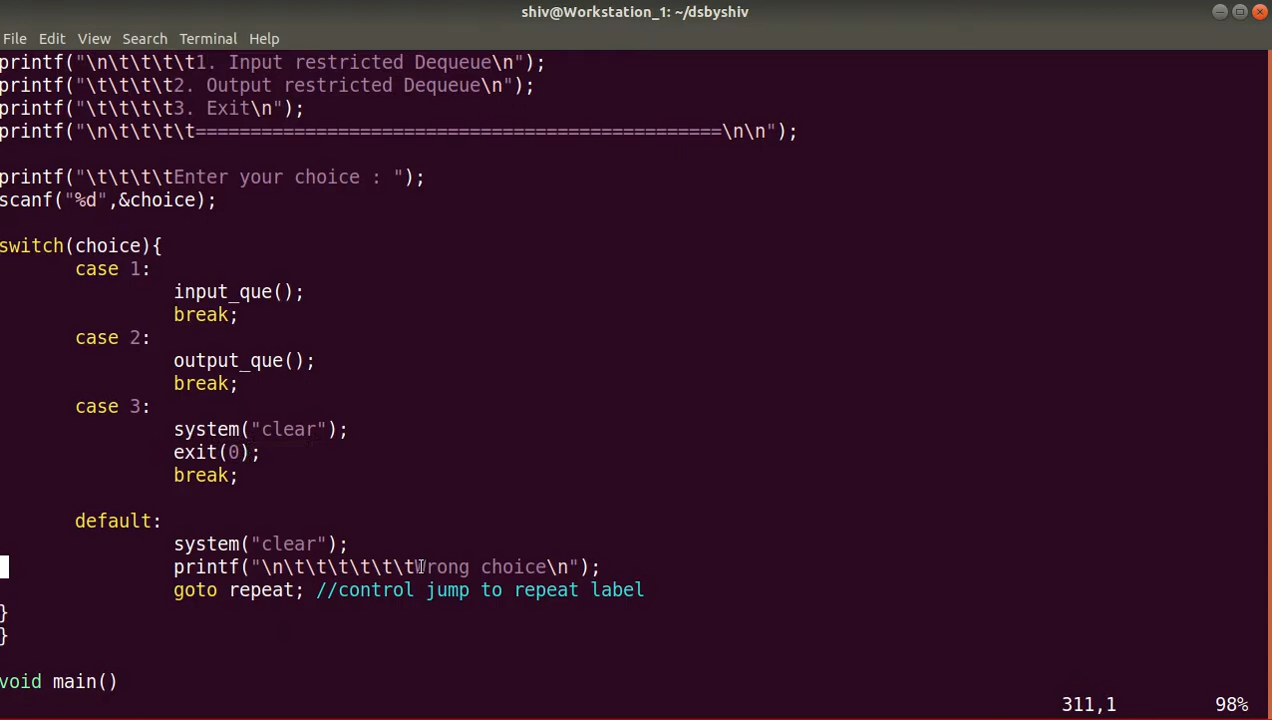 shiv@Workstation_1: ~/dsbyshiv
File Edit View Search Terminal Help
printf("\n\t\t\t\t1. Input restricted Dequeue\n");
printf("\t\t\t\t2. Output restricted Dequeue\n");
printf("\t\t\t\t3. Exit\n");
printf("\n\t\t\t\t================================================\n\n");
printf("\t\t\t\tEnter your choice : ");
scanf("%d",&choice);
switch(choice){
case 1:
input_que();
break;
case 2:
output_que();
break;
case 3:
system("clear");
exit(0);
break;
default:
system("clear");
printf("\n\t\t\t\t\t\tWrong choice\n");
goto repeat; //control jump to repeat label
}
}
void main()
311,1 98%